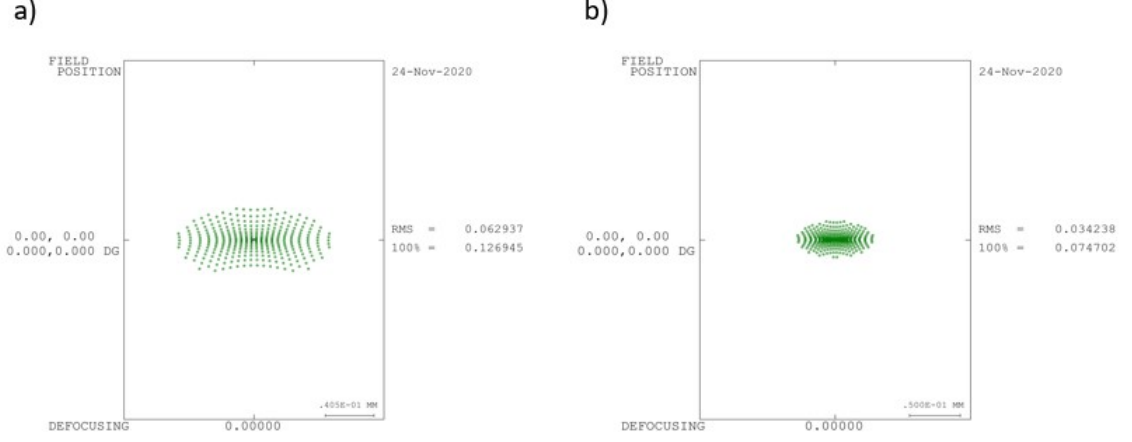 a)
FIELD
POSITION
24-Nov-2020
0.00, 0.00
0.000,0.000 DG
RMS = 0.062937
100% = 0.126945
.405E-01 MM
DEFOCUSING 0.00000
b)
FIELD
POSITION
24-Nov-2020
0.00, 0.00
0.000,0.000 DG
RMS = 0.034238
100% = 0.074702
.500E-01 MM
DEFOCUSING 0.00000